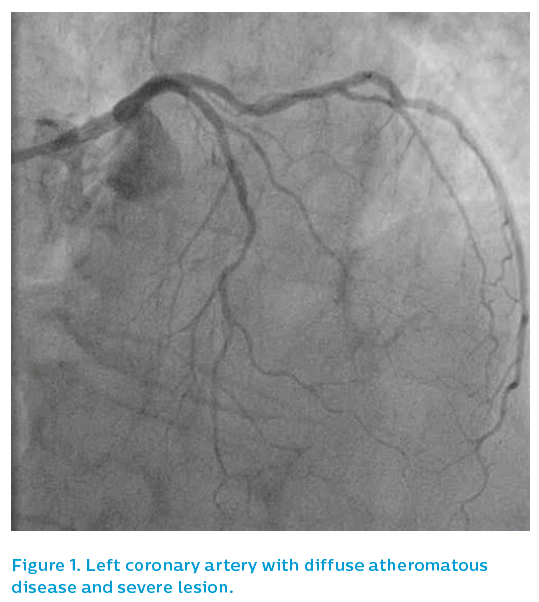 Figure 1. Left coronary artery with diffuse atheromatous
disease and severe lesion.